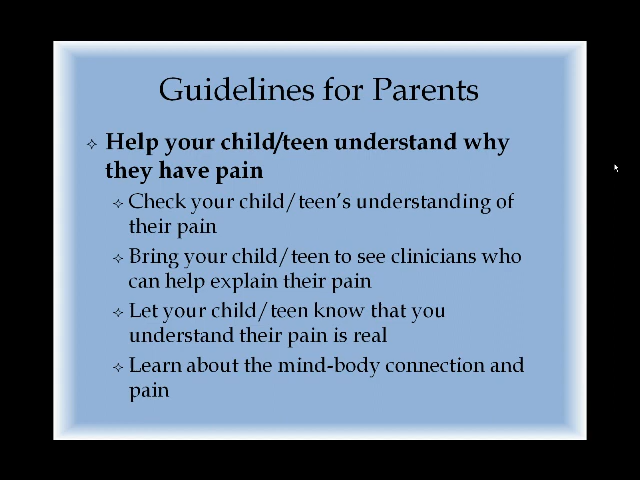 Guidelines for Parents
✧ Help your child/teen understand why
they have pain
✧ Check your child/teen’s understanding of
their pain
✧ Bring your child/teen to see clinicians who
can help explain their pain
✧ Let your child/teen know that you
understand their pain is real
✧ Learn about the mind-body connection and
pain